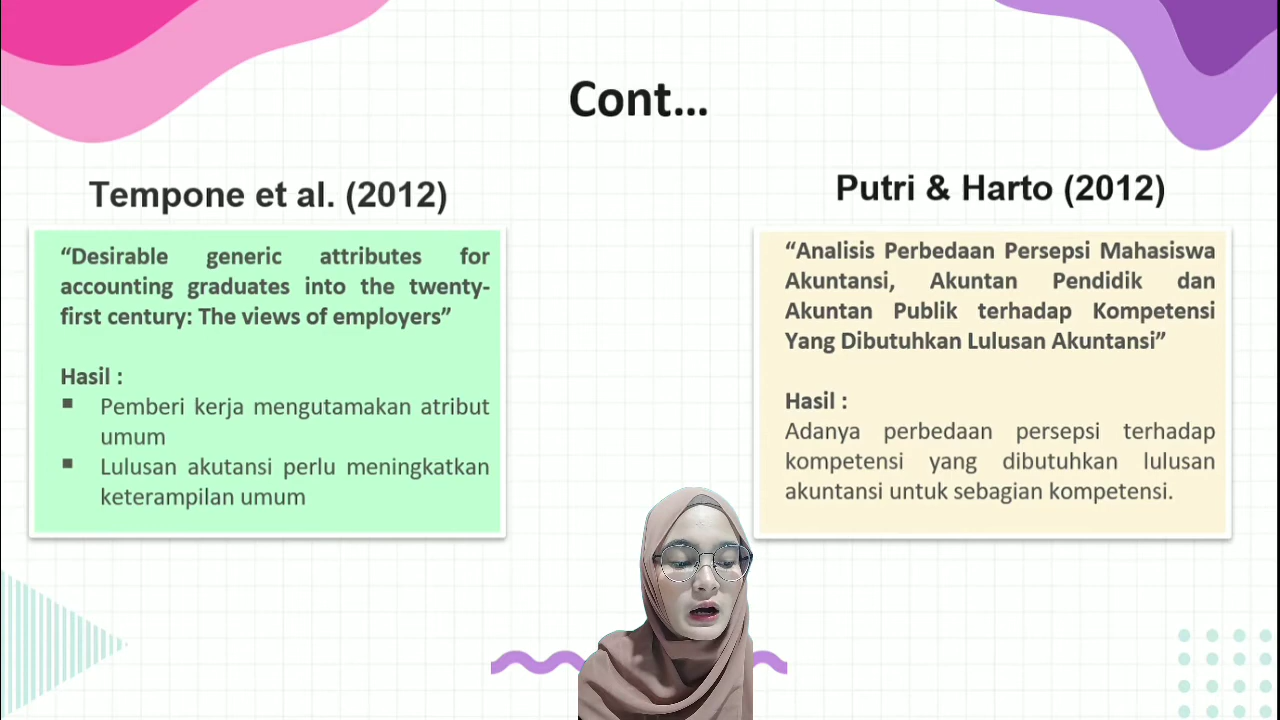 Cont...
Tempone et al. (2012)
“Desirable generic attributes for
accounting graduates into the twenty-
first century: The views of employers”
Hasil :
▪ Pemberi kerja mengutamakan atribut
umum
▪ Lulusan akutansi perlu meningkatkan
keterampilan umum
Putri & Harto (2012)
“Analisis Perbedaan Persepsi Mahasiswa
Akuntansi, Akuntan Pendidik dan
Akuntan Publik terhadap Kompetensi
Yang Dibutuhkan Lulusan Akuntansi”
Hasil :
Adanya perbedaan persepsi terhadap
kompetensi yang dibutuhkan lulusan
akuntansi untuk sebagian kompetensi.